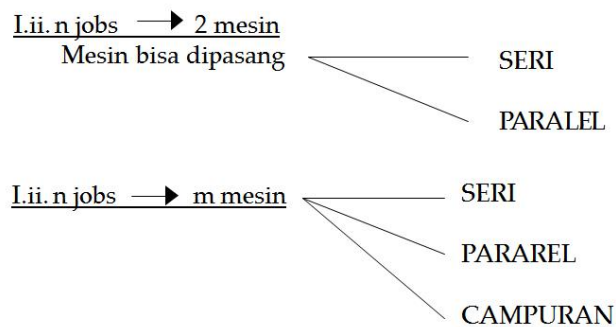 I.ii. n jobs → 2 mesin
Mesin bisa dipasang
SERI
PARALEL
I.ii. n jobs → m mesin
SERI
PARAREL
CAMPURAN